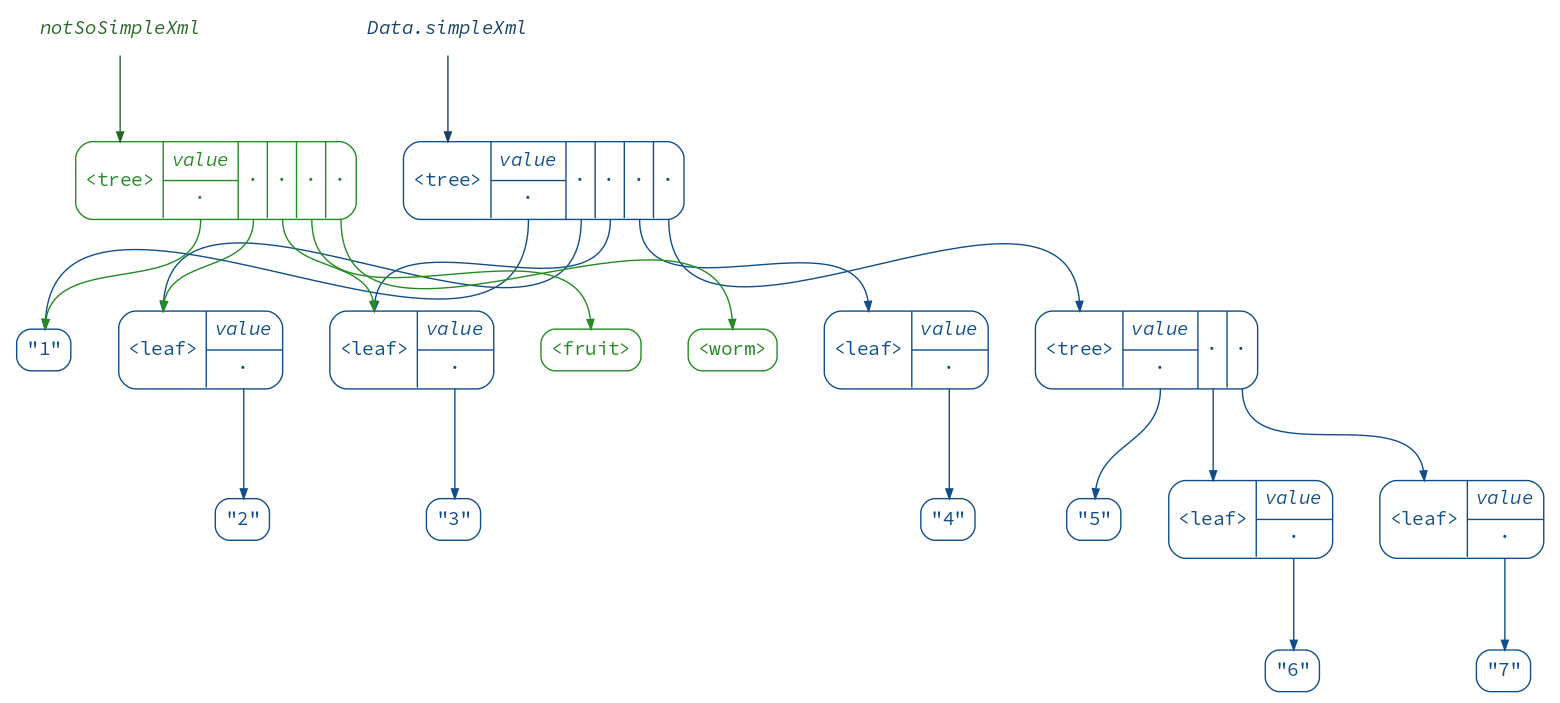 notSoSimpleXml
Data.simpleXml
<tree>
value
<tree>
value
"1"
<leaf>
value
<leaf>
value
<fruit>
<worm>
<leaf>
value
<tree>
value
"2"
"3"
"4"
"5"
<leaf>
value
<leaf>
value
"6"
"7"